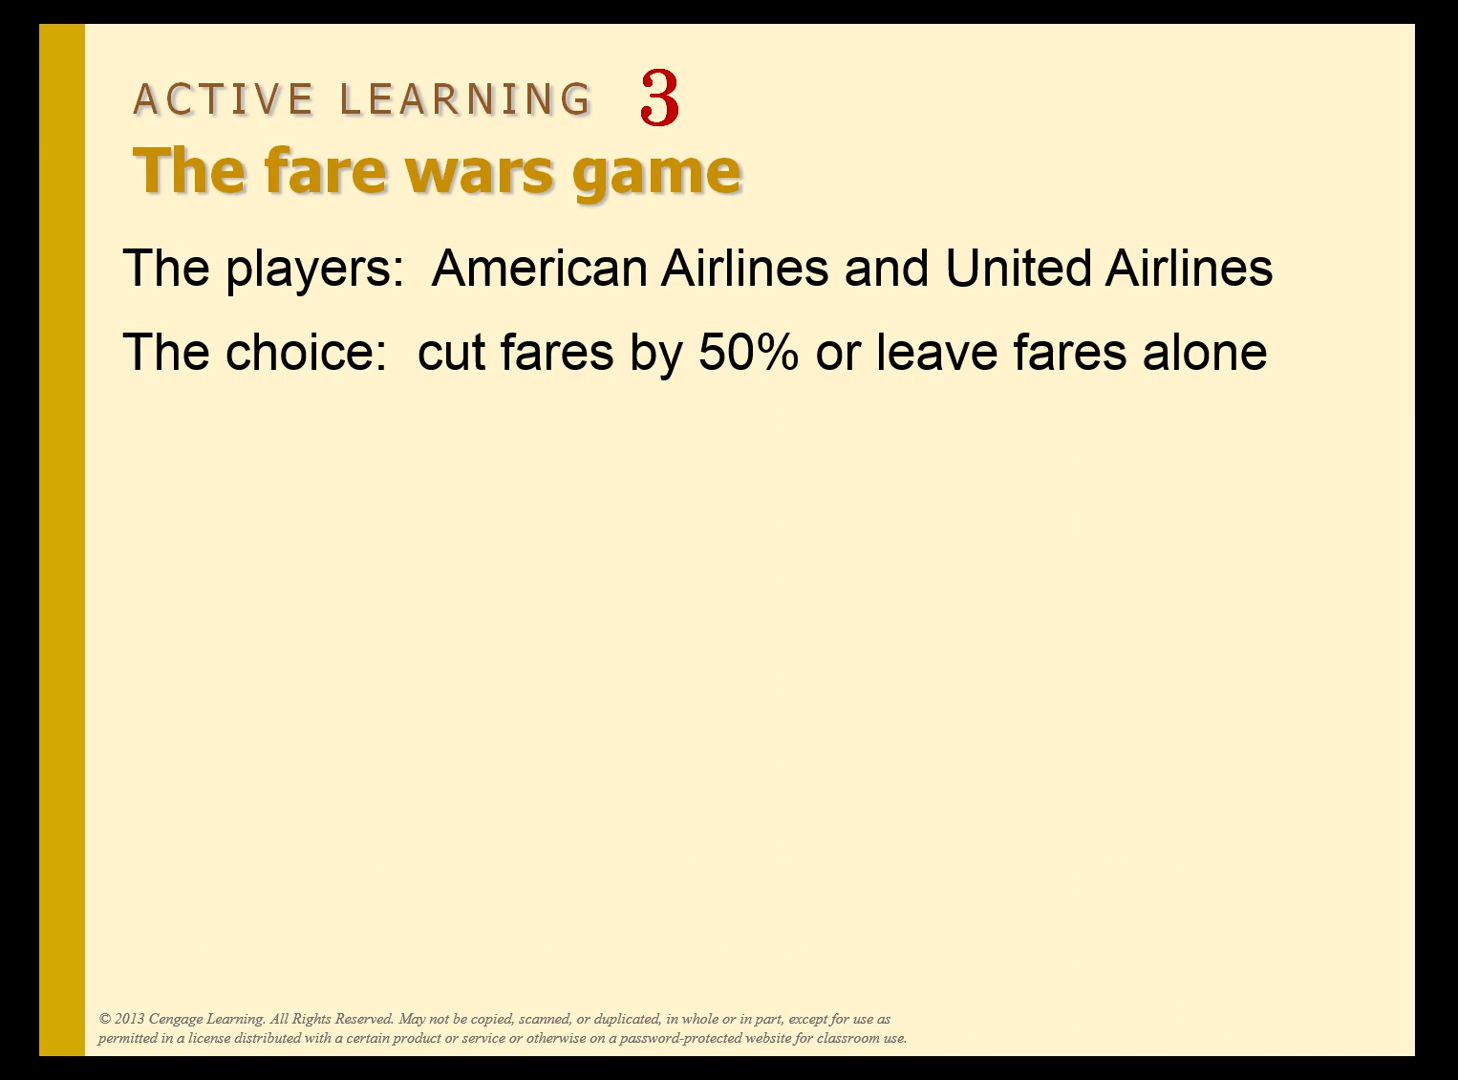 ACTIVE LEARNING 3
The fare wars game
The players: American Airlines and United Airlines
The choice: cut fares by 50% or leave fares alone
© 2013 Cengage Learning. All Rights Reserved. May not be copied, scanned, or duplicated, in whole or in part, except for use as
permitted in a license distributed with a certain product or service or otherwise on a password-protected website for classroom use.